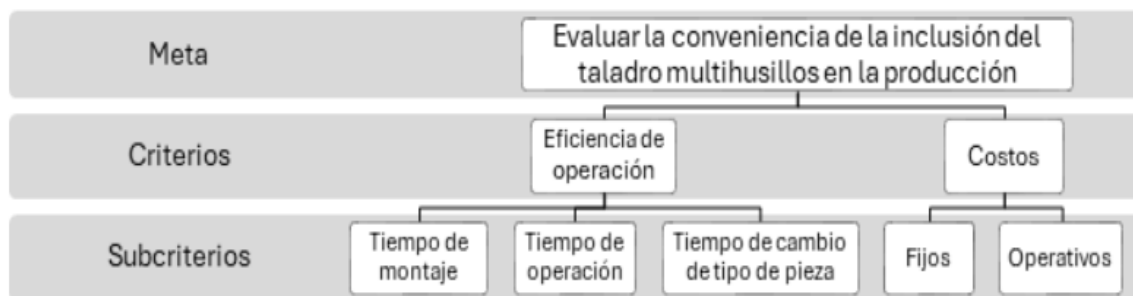 Meta
Evaluar la conveniencia de la inclusión del
taladro multihusillos en la producción
Criterios
Eficiencia de
operación
Costos
Subcriterios
Tiempo de
montaje
Tiempo de
operación
Tiempo de cambio
de tipo de pieza
Fijos
Operativos